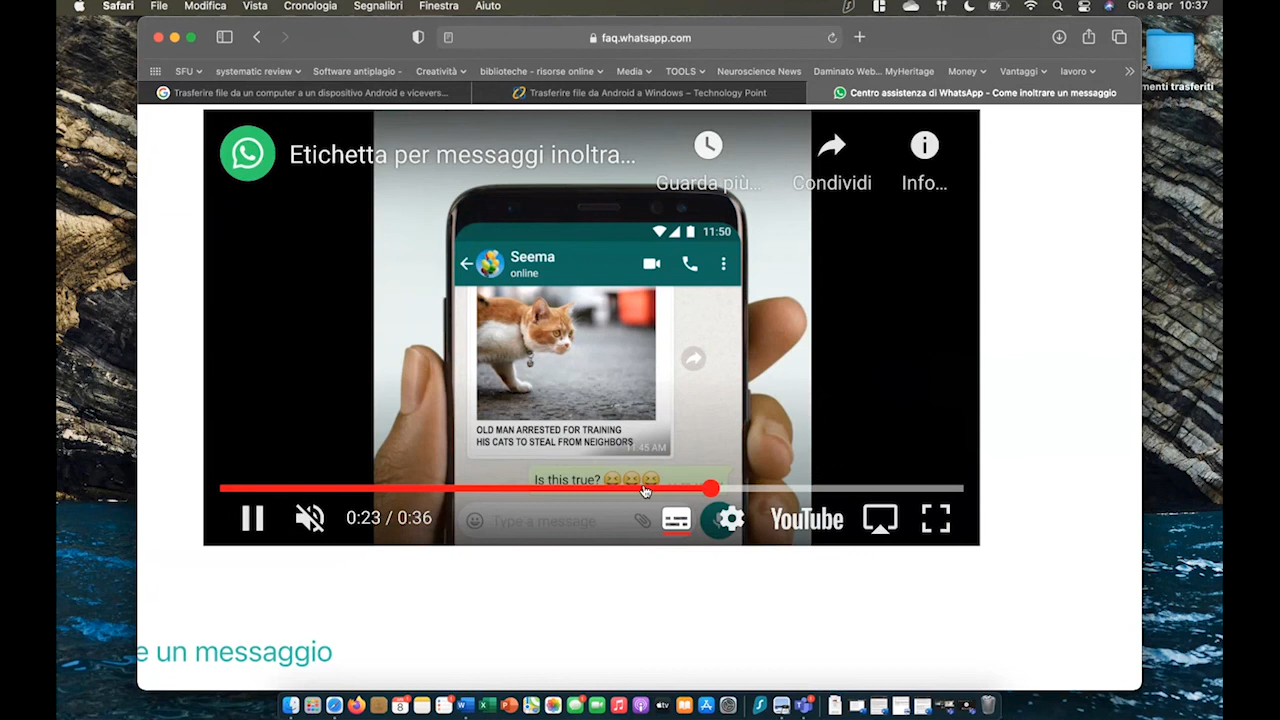 Safari File Modifica Vista Cronologia Segnalibri Finestra Aiuto Gio 8 apr 10:37
faq.whatsapp.com
SFU systematic review Software antiplagio - Creatività biblioteche - risorse online Media TOOLS Neuroscience News Daminato Web... MyHeritage Money Vantaggi lavoro
Trasferire file da un computer a un dispositivo Android e vicevers... Trasferire file da Android a Windows – Technology Point Centro assistenza di WhatsApp - Come inoltrare un messaggio
menti trasferiti
Etichetta per messaggi inoltra...
Guarda più... Condividi Info...
11:50
Seema
online
OLD MAN ARRESTED FOR TRAINING
HIS CATS TO STEAL FROM NEIGHBORS
11:45 AM
Is this true? 😆😆😆
Type a message
0:23 / 0:36 YouTube
e un messaggio